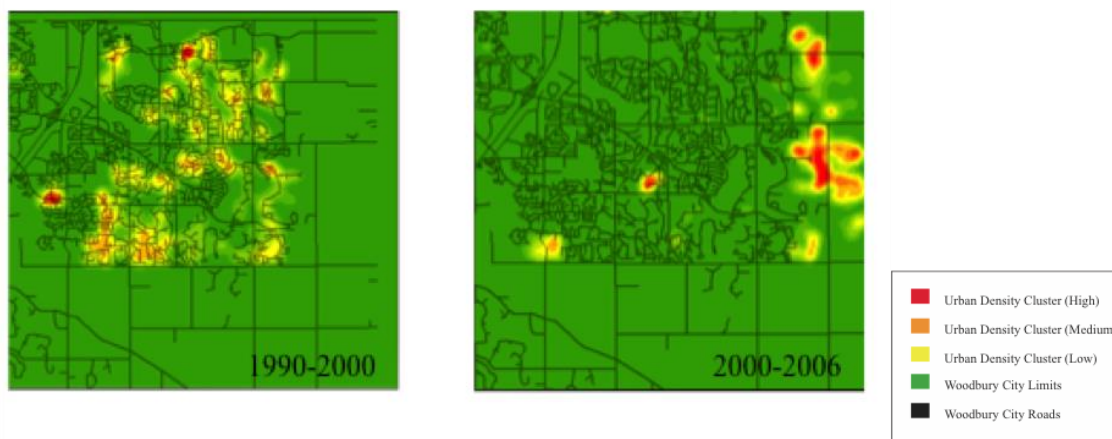 1990-2000
2000-2006
Urban Density Cluster (High)
Urban Density Cluster (Medium
Urban Density Cluster (Low)
Woodbury City Limits
Woodbury City Roads